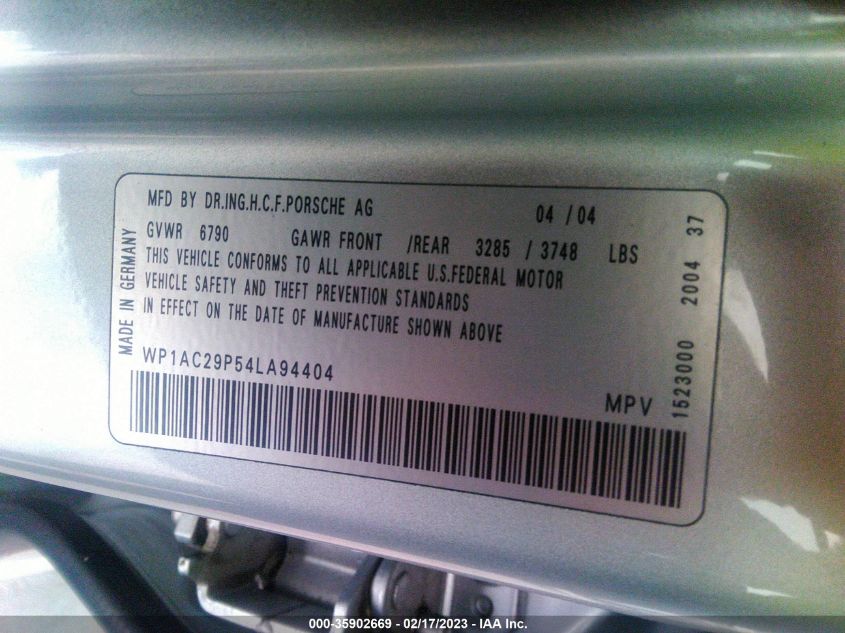 MFD BY DR.ING.H.C.F.PORSCHE AG 04 / 04
GVWR 6790 GAWR FRONT /REAR 3285 / 3748 LBS
THIS VEHICLE CONFORMS TO ALL APPLICABLE U.S.FEDERAL MOTOR
VEHICLE SAFETY AND THEFT PREVENTION STANDARDS
IN EFFECT ON THE DATE OF MANUFACTURE SHOWN ABOVE
WP1AC29P54LA94404
MPV
MADE IN GERMANY
1523000 2004 37
000-35902669 - 02/17/2023 - IAA Inc.